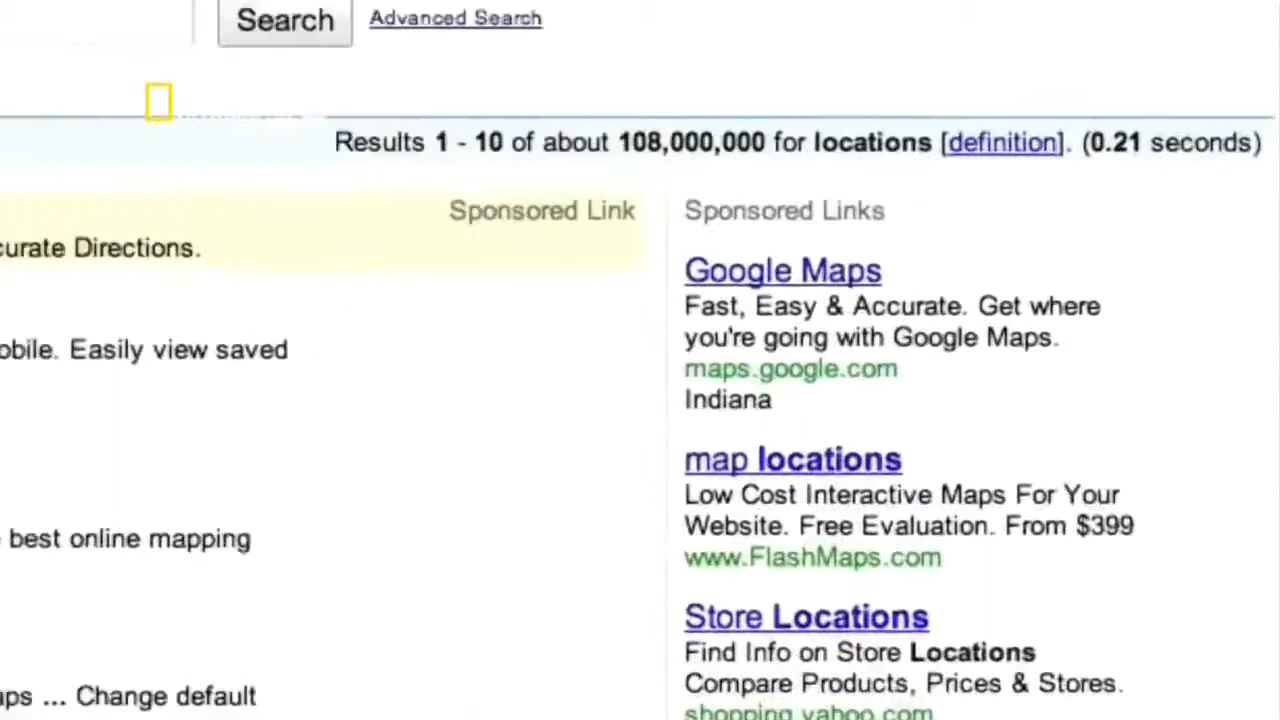 Search Advanced Search
Results 1 - 10 of about 108,000,000 for locations [definition]. (0.21 seconds)
Sponsored Link
curate Directions.
obile. Easily view saved
best online mapping
aps ... Change default
Sponsored Links
Google Maps
Fast, Easy & Accurate. Get where
you're going with Google Maps.
maps.google.com
Indiana
map locations
Low Cost Interactive Maps For Your
Website. Free Evaluation. From $399
www.FlashMaps.com
Store Locations
Find Info on Store Locations
Compare Products, Prices & Stores.
shopping.yahoo.com